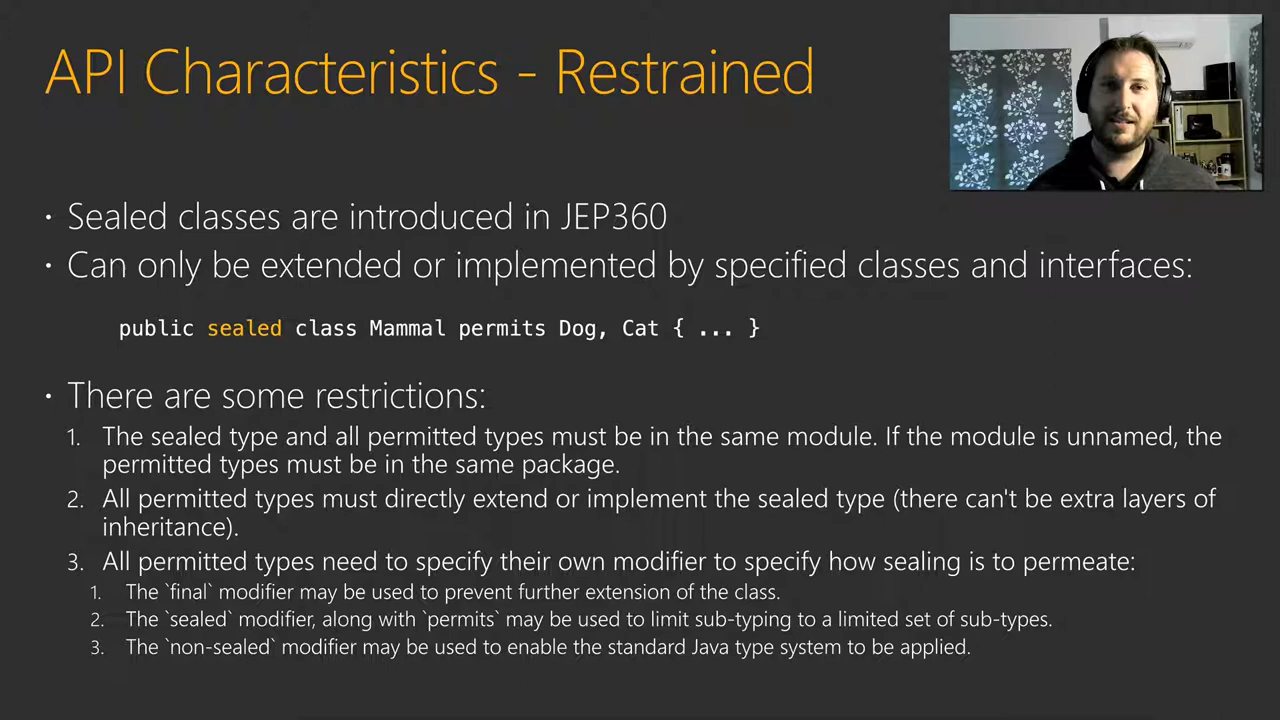 API Characteristics - Restrained
· Sealed classes are introduced in JEP360
· Can only be extended or implemented by specified classes and interfaces:
public sealed class Mammal permits Dog, Cat { ... }
· There are some restrictions:
1. The sealed type and all permitted types must be in the same module. If the module is unnamed, the
permitted types must be in the same package.
2. All permitted types must directly extend or implement the sealed type (there can't be extra layers of
inheritance).
3. All permitted types need to specify their own modifier to specify how sealing is to permeate:
1. The `final` modifier may be used to prevent further extension of the class.
2. The `sealed` modifier, along with `permits` may be used to limit sub-typing to a limited set of sub-types.
3. The `non-sealed` modifier may be used to enable the standard Java type system to be applied.